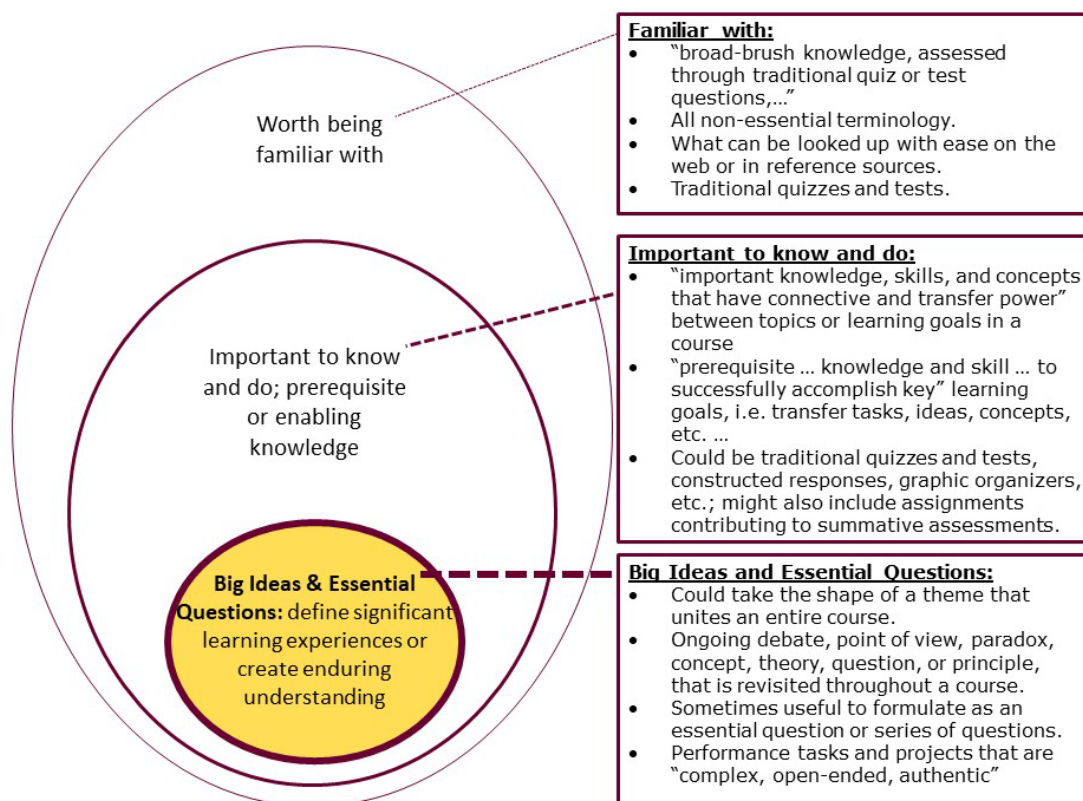 Worth being
familiar with
Important to know
and do; prerequisite
or enabling
knowledge
Big Ideas & Essential
Questions: define significant
learning experiences or
create enduring
understanding
Familiar with:
• “broad-brush knowledge, assessed
through traditional quiz or test
questions,…”
• All non-essential terminology.
• What can be looked up with ease on the
web or in reference sources.
• Traditional quizzes and tests.
Important to know and do:
• “important knowledge, skills, and concepts
that have connective and transfer power”
between topics or learning goals in a
course
• “prerequisite … knowledge and skill … to
successfully accomplish key” learning
goals, i.e. transfer tasks, ideas, concepts,
etc. …
• Could be traditional quizzes and tests,
constructed responses, graphic organizers,
etc.; might also include assignments
contributing to summative assessments.
Big Ideas and Essential Questions:
• Could take the shape of a theme that
unites an entire course.
• Ongoing debate, point of view, paradox,
concept, theory, question, or principle,
that is revisited throughout a course.
• Sometimes useful to formulate as an
essential question or series of questions.
• Performance tasks and projects that are
“complex, open-ended, authentic”